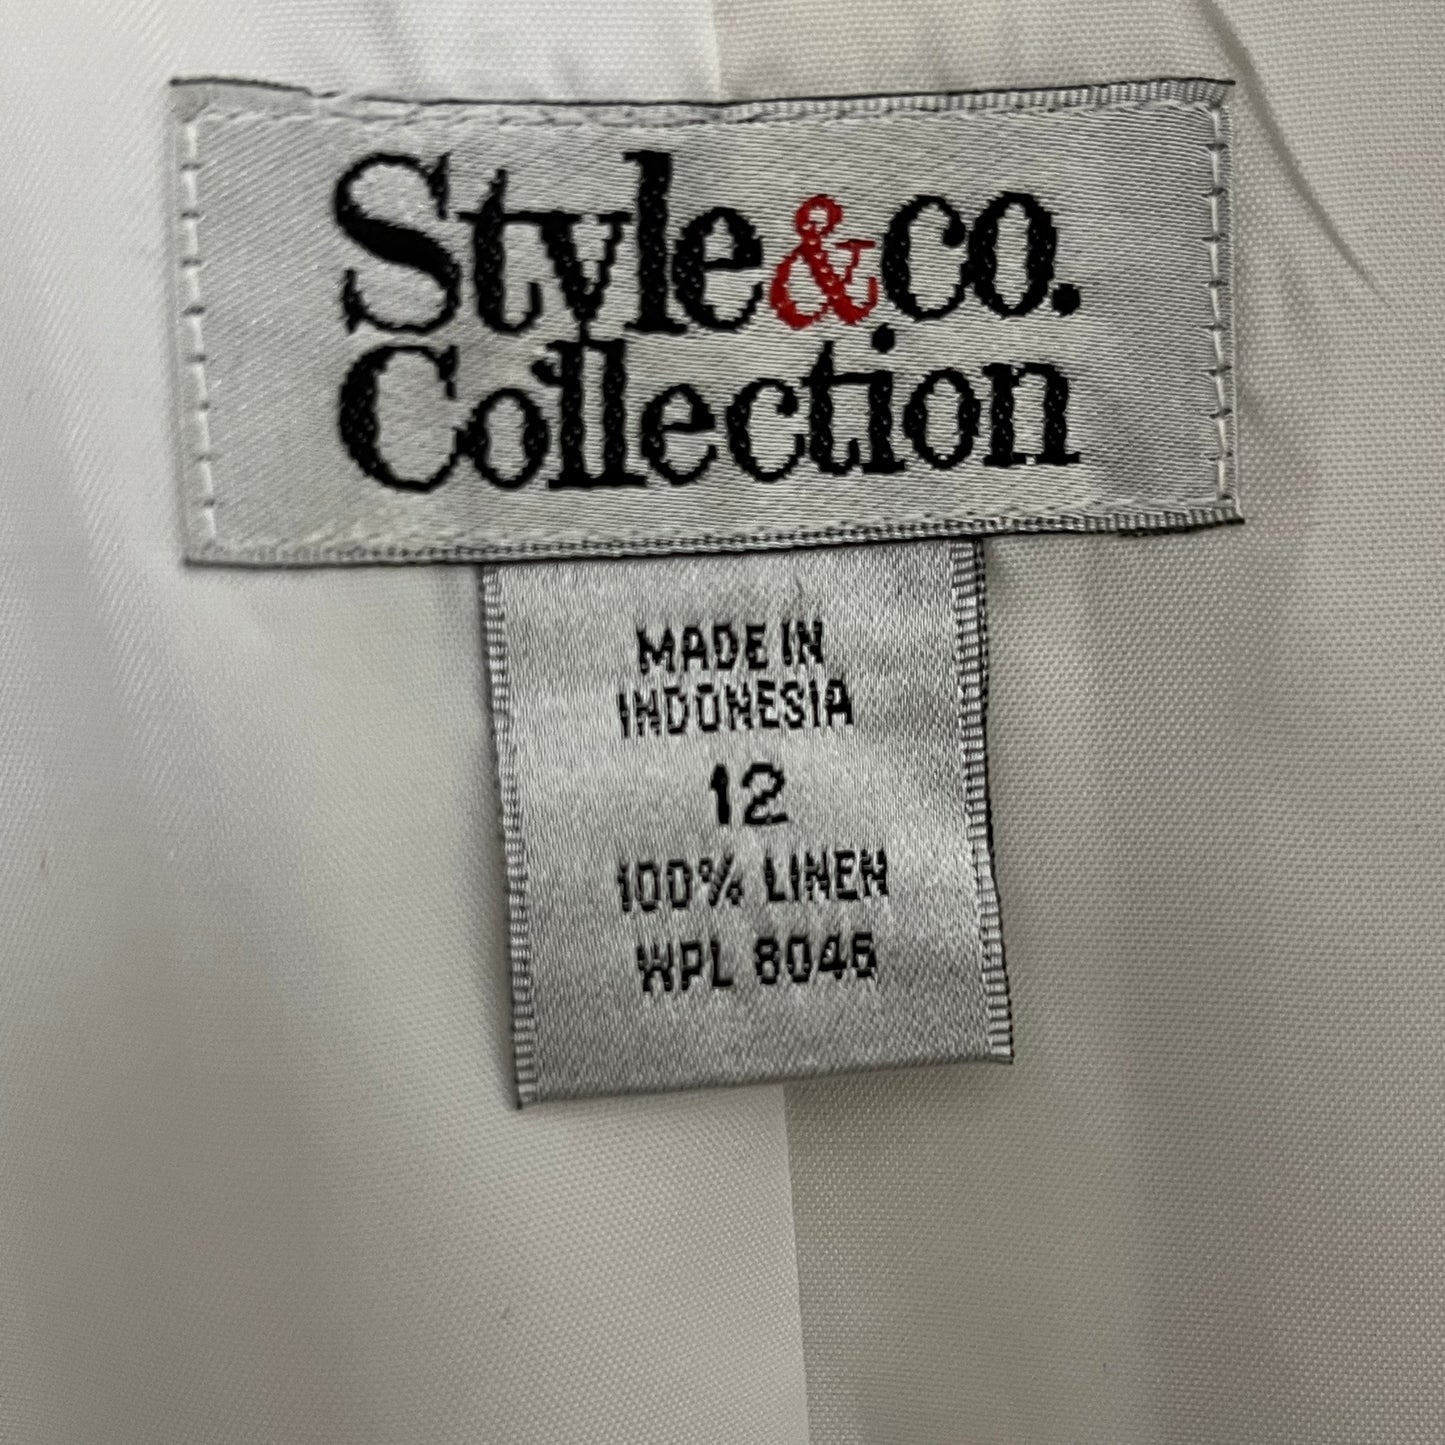 Style&co.
Collection
MADE IN
INDONESIA
12
100% LINEN
WPL 8046